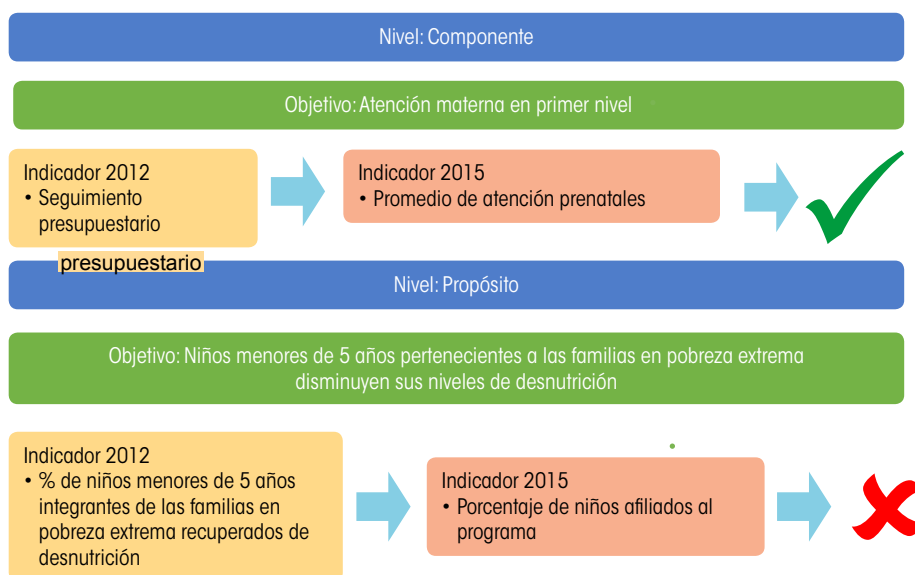 Nivel: Componente
Objetivo: Atención materna en primer nivel
Indicador 2012
• Seguimiento
presupuestario
Indicador 2015
• Promedio de atención prenatales
presupuestario
Nivel: Propósito
Objetivo: Niños menores de 5 años pertenecientes a las familias en pobreza extrema
disminuyen sus niveles de desnutrición
Indicador 2012
• % de niños menores de 5 años
integrantes de las familias en
pobreza extrema recuperados de
desnutrición
Indicador 2015
• Porcentaje de niños afiliados al
programa